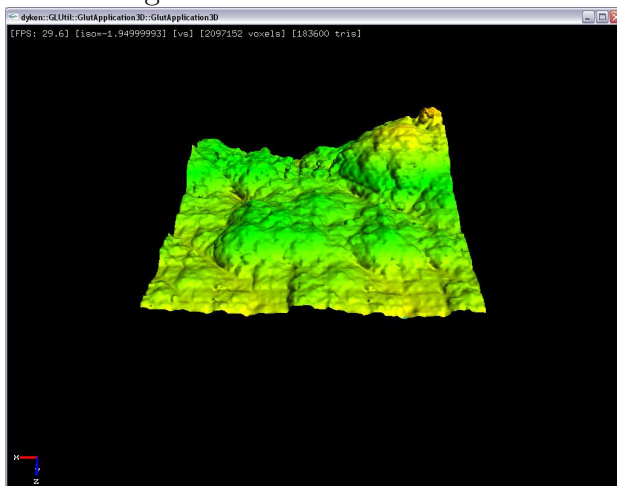 dyken::GLUtil::GlutApplication3D::GlutApplication3D
[FPS: 29.6] [iso=-1.94999993] [vs] [2097152 voxels] [183600 tris]
X
Z